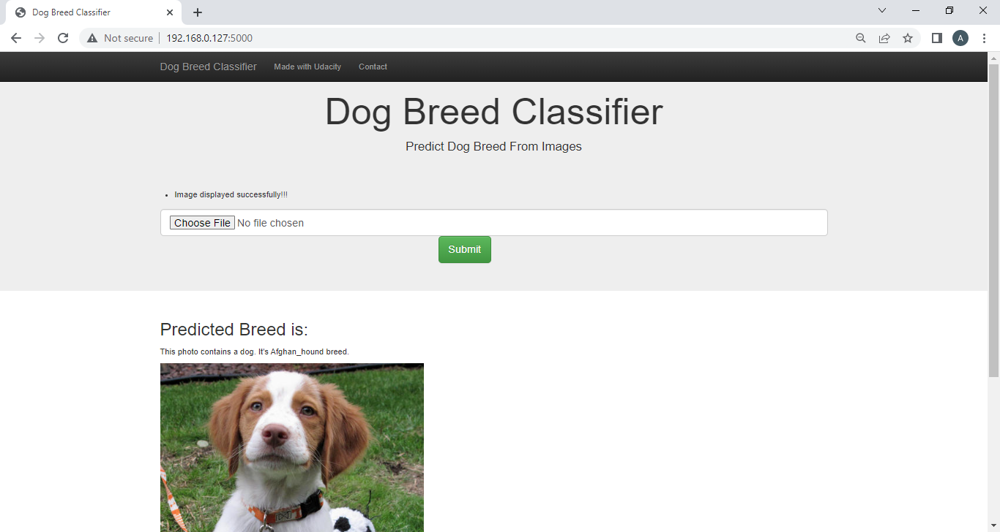 Dog Breed Classifier
Not secure 192.168.0.127:5000
A
Dog Breed Classifier Made with Udacity Contact
Dog Breed Classifier
Predict Dog Breed From Images
Image displayed successfully!!!
Choose File No file chosen
Submit
Predicted Breed is:
This photo contains a dog. It's Afghan_hound breed.